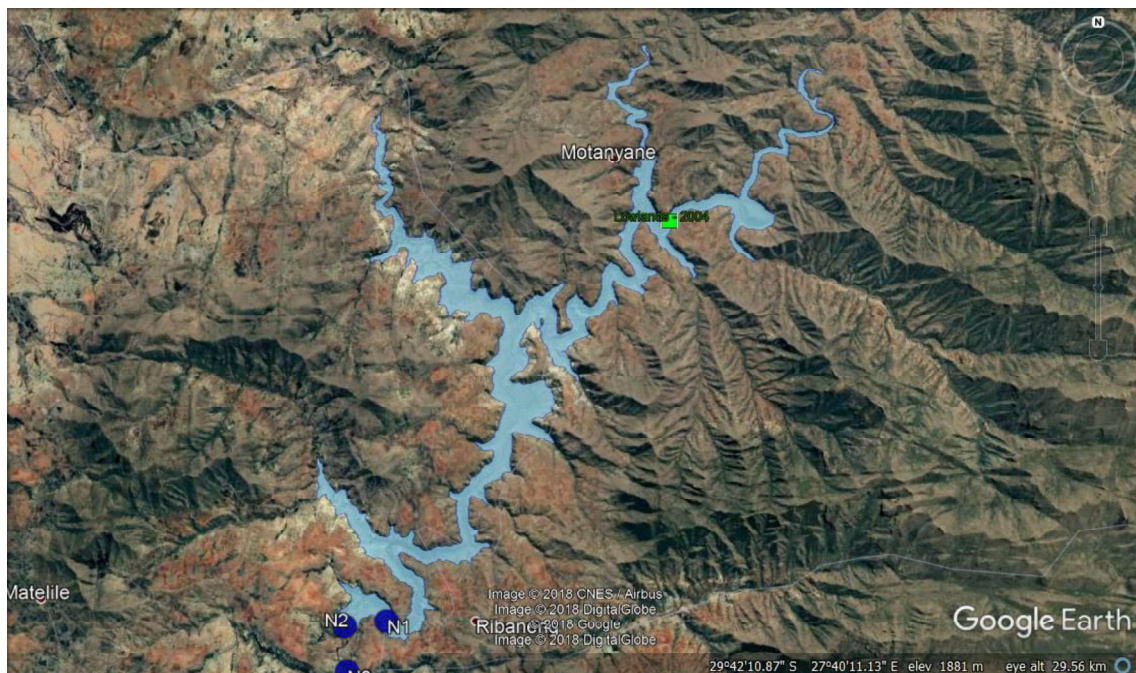 N
Motanyane
Lowlands - 2004
Matelile
N2
N1
Image © 2018 CNES / Airbus
Image © 2018 DigitalGlobe
© 2018 Google
Image © 2018 DigitalGlobe
Google Earth
29°42'10.87" S 27°40'11.13" E elev 1881 m eye alt 29.56 km